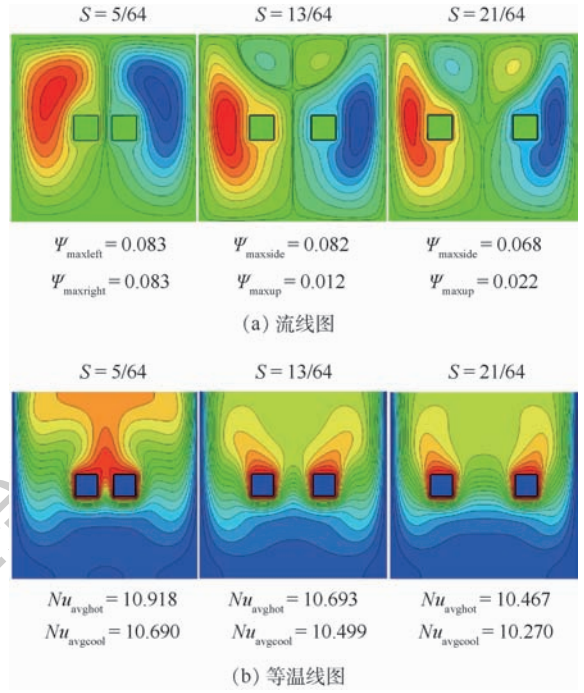 S = 5/64 S = 13/64 S = 21/64
Ψmaxleft = 0.083 Ψmaxside = 0.082 Ψmaxside = 0.068
Ψmaxright = 0.083 Ψmaxup = 0.012 Ψmaxup = 0.022
(a) 流线图
S = 5/64 S = 13/64 S = 21/64
Nuavghot = 10.918 Nuavghot = 10.693 Nuavghot = 10.467
Nuavgcool = 10.690 Nuavgcool = 10.499 Nuavgcool = 10.270
(b) 等温线图